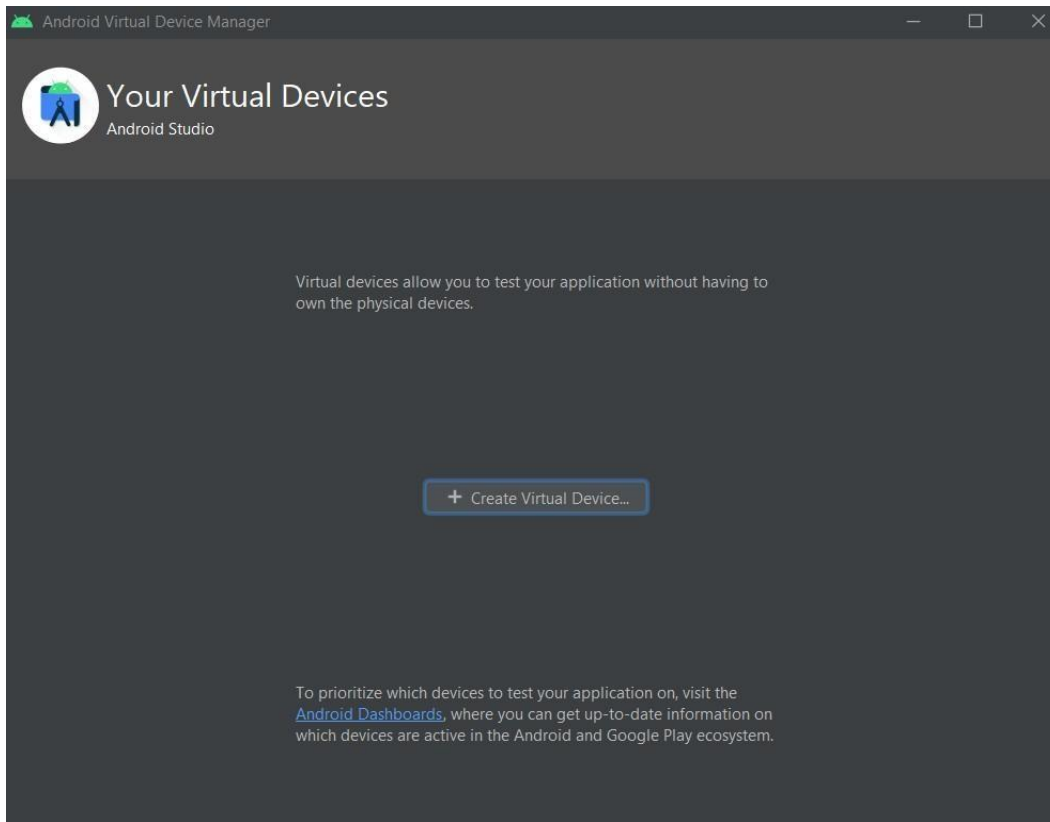 Android Virtual Device Manager
Your Virtual Devices
Android Studio
Virtual devices allow you to test your application without having to
own the physical devices.
+ Create Virtual Device...
To prioritize which devices to test your application on, visit the
Android Dashboards, where you can get up-to-date information on
which devices are active in the Android and Google Play ecosystem.